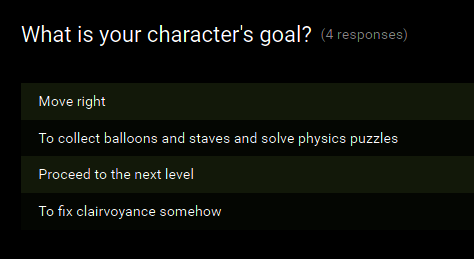 What is your character's goal? (4 responses)
Move right
To collect balloons and staves and solve physics puzzles
Proceed to the next level
To fix clairvoyance somehow